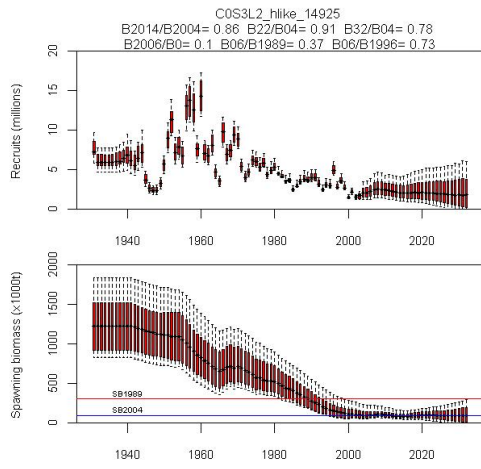 C0S3L2_hlike_14925
B2014/B2004= 0.86 B22/B04= 0.91 B32/B04= 0.78
B2006/B0= 0.1 B06/B1989= 0.37 B06/B1996= 0.73
Recruits (millions)
20
15
10
5
0
1940 1960 1980 2000 2020
Spawning biomass (x1000t)
2000
1500
1000
500
0
SB1989
SB2004
1940 1960 1980 2000 2020